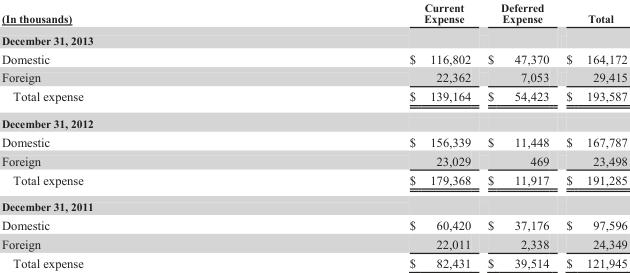 Current Deferred
(In thousands) Expense Expense Total
December 31, 2013
Domestic $ 116,802 $ 47,370 $ 164,172
Foreign 22,362 7,053 29,415
Total expense $ 139,164 $ 54,423 $ 193,587
December 31, 2012
Domestic $ 156,339 $ 11,448 $ 167,787
Foreign 23,029 469 23,498
Total expense $ 179,368 $ 11,917 $ 191,285
December 31, 2011
Domestic $ 60,420 $ 37,176 $ 97,596
Foreign 22,011 2,338 24,349
Total expense $ 82,431 $ 39,514 $ 121,945